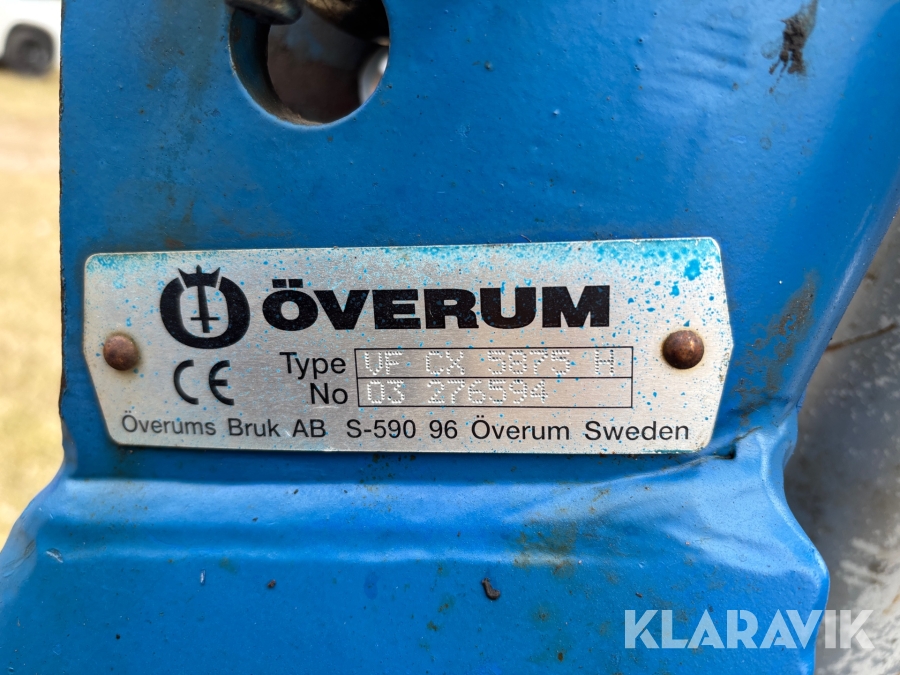 ÖVERUM
CE
Type VF CX 5875 H
No 03 276594
Överums Bruk AB S-590 96 Överum Sweden
KLARAVIK